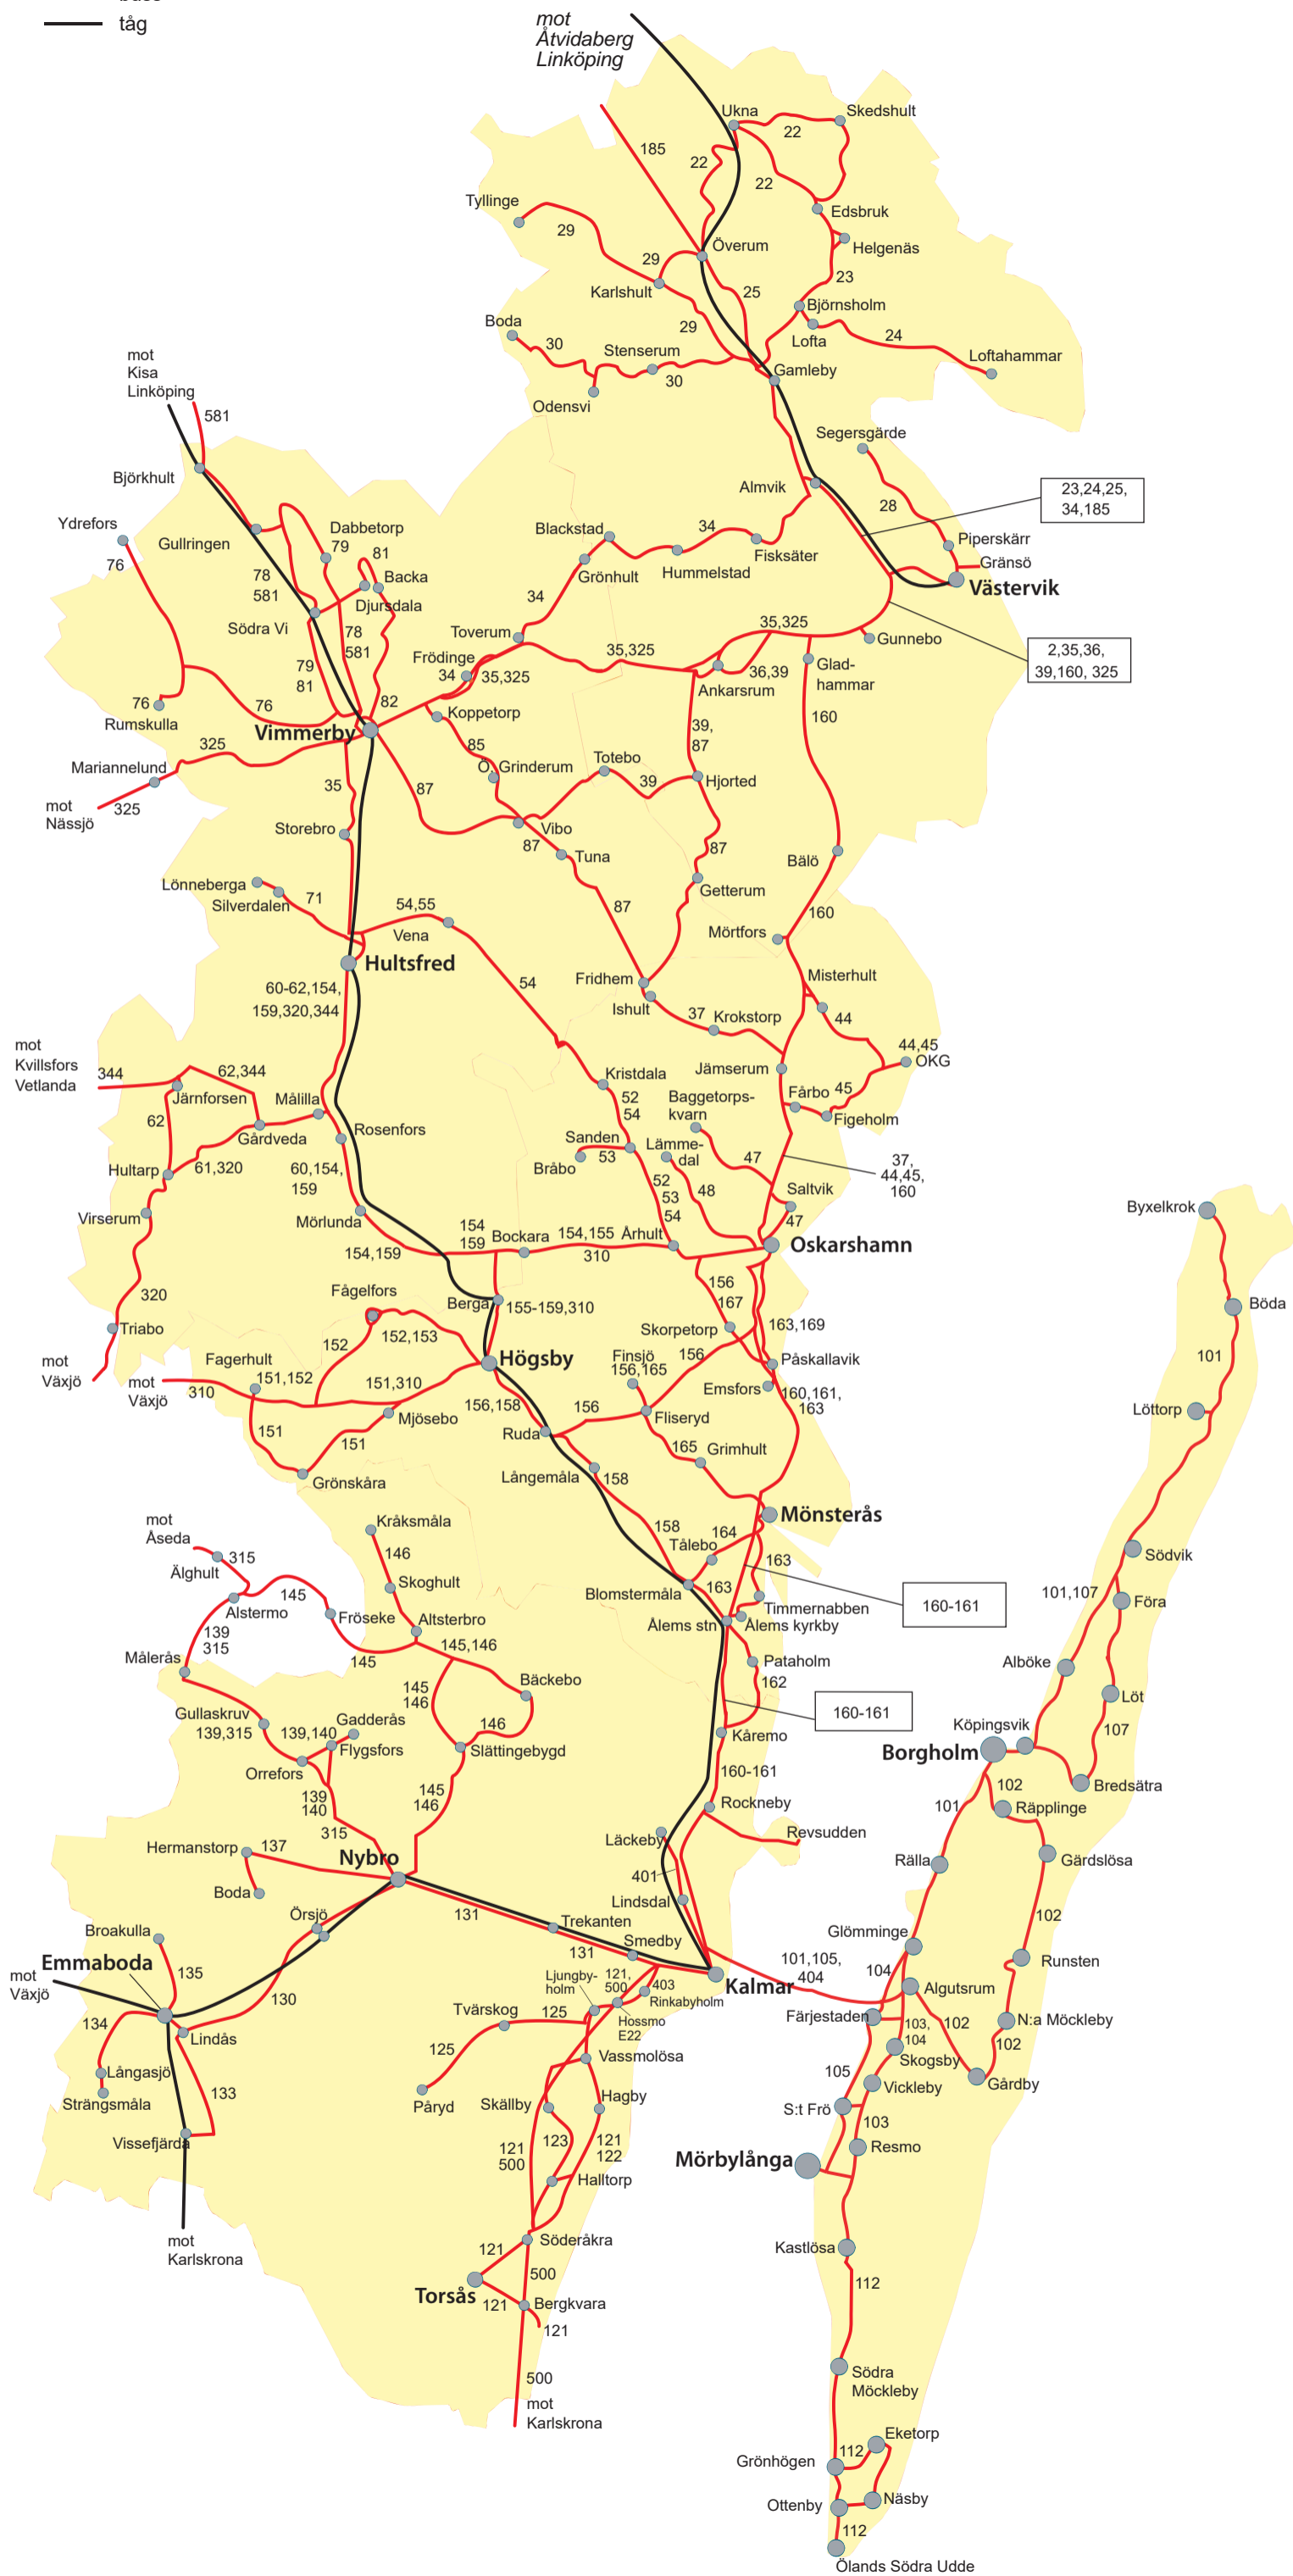 tåg
mot
Åtvidaberg
Linköping
Ukna
Skedshult
22
185
22
22
Tyllinge
Edsbruk
29
Överum
Helgenäs
29
23
Karlshult
25
Björnsholm
Boda
29
24
30
Lofta
Stenserum
Loftahammar
mot
Kisa
Linköping
30
Gamleby
Odensvi
581
Segersgärde
Björkhult
Almvik
23,24,25,
34,185
28
Ydrefors
Dabbetorp
Blackstad
34
Piperskärr
Gullringen
79
81
Fisksäter
Gränsö
76
Grönhult
Hummelstad
Västervik
78
581
Backa
Djursdala
34
Södra Vi
78
581
Toverum
35,325
Gunnebo
2,35,36,
39,160, 325
Frödinge
35,325
Glad-
hammar
79
81
34
35,325
36,39
Ankarsrum
76
76
82
Rumskulla
Koppetorp
160
Vimmerby
39,
87
325
85
Mariannelund
Ö. Grinderum
Totebo
39
Hjorted
35
87
mot
Nässjö
325
Storebro
Vibo
87
Tuna
87
Bälö
Lönneberga
Getterum
Silverdalen
71
54,55
87
160
Vena
Mörtfors
Hultsfred
Fridhem
Misterhult
60-62,154,
159,320,344
54
Ishult
37
Krokstorp
44
mot
Kvillsfors
Vetlanda
44,45
OKG
344
62,344
Kristdala
Jämserum
Järnforsen
Målilla
52
54
Baggetorps-
kvarn
Fårbo
45
62
Rosenfors
Figeholm
Gårdveda
Sanden
Lämme-
dal
Hultarp
61,320
53
47
37,
44,45,
160
60,154,
159
Bråbo
52
53
54
48
Saltvik
Byxelkrok
Virserum
Mörlunda
47
154
159
Bockara
154,155
310
Århult
Oskarshamn
154,159
320
Fågelfors
156
167
Berga
155-159,310
Böda
Triabo
152
152,153
Skorpetorp
163,169
Högsby
mot
Växjö
Fagerhult
Finsjö
156,165
156
Påskallavik
101
mot
Växjö
310
151,152
151,310
Emsfors
160,161,
163
156,158
156
Fliseryd
Löttorp
151
Mjösebo
Ruda
151
165
Grimhult
Grönskåra
Långemåla
158
Mönsterås
mot
Åseda
Kråksmåla
158
164
Tålebo
315
146
163
Södvik
Älghult
145
Skoghult
Blomstermåla
163
160-161
101,107
Föra
Alstermo
Fröseke
Altsterbro
Timmernabben
Ålems stn
Ålems kyrkby
139
315
145,146
Målerås
145
Pataholm
Alböke
145
146
Bäckebo
162
Löt
Gullaskruv
139,315
139,140
Gadderås
146
160-161
107
Flygsfors
Slättingebygd
Kåremo
Köpingsvik
Borgholm
Orrefors
160-161
Bredsätra
139
140
145
146
102
Rockneby
101
Räpplinge
315
Läckeby
Revsudden
Hermanstorp
137
Nybro
Rälla
Gärdslösa
Boda
401
Lindsdal
Örsjö
131
Trekanten
102
Broakulla
Glömminge
Emmaboda
Smedby
131
Runsten
101,105,
404
mot
Växjö
135
Ljungby-
holm
121,
500
403
Kalmar
104
Algutsrum
130
Rinkabyholm
Tvärskog
125
Hossmo
E22
Färjestaden
103,
104
102
N:a Möckleby
134
Lindås
102
Vassmolösa
Skogsby
125
Långasjö
105
Vickleby
Gårdby
Strängsmåla
133
Påryd
Skällby
Hagby
S:t Frö
103
Vissefjärda
123
121
122
Resmo
121
500
Mörbylånga
Halltorp
mot
Karlskrona
Söderåkra
Kastlösa
121
500
112
Torsås
121
Bergkvara
121
500
Södra
Möckleby
mot
Karlskrona
Eketorp
112
Grönhögen
Näsby
Ottenby
112
Ölands Södra Udde